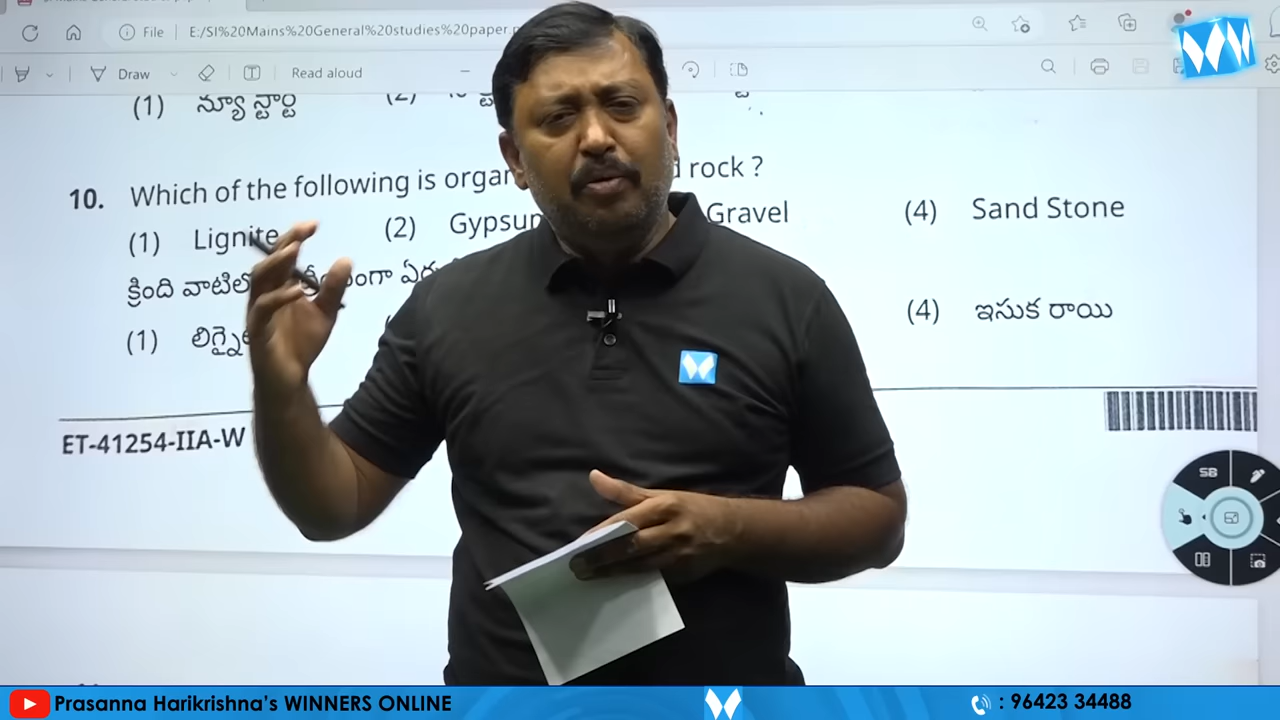 File E:/SI%20Mains%20General%20studies%20paper.p
Draw Read aloud
(1) న్యూ స్టార్ట్ (2)
10. Which of the following is organ rock ?
(1) Lignite (2) Gypsum Gravel (4) Sand Stone
క్రింది
(1) (4) ఇసుక రాయి
ET-41254-IIA-W
SB
Prasanna Harikrishna's WINNERS ONLINE : 96423 34488